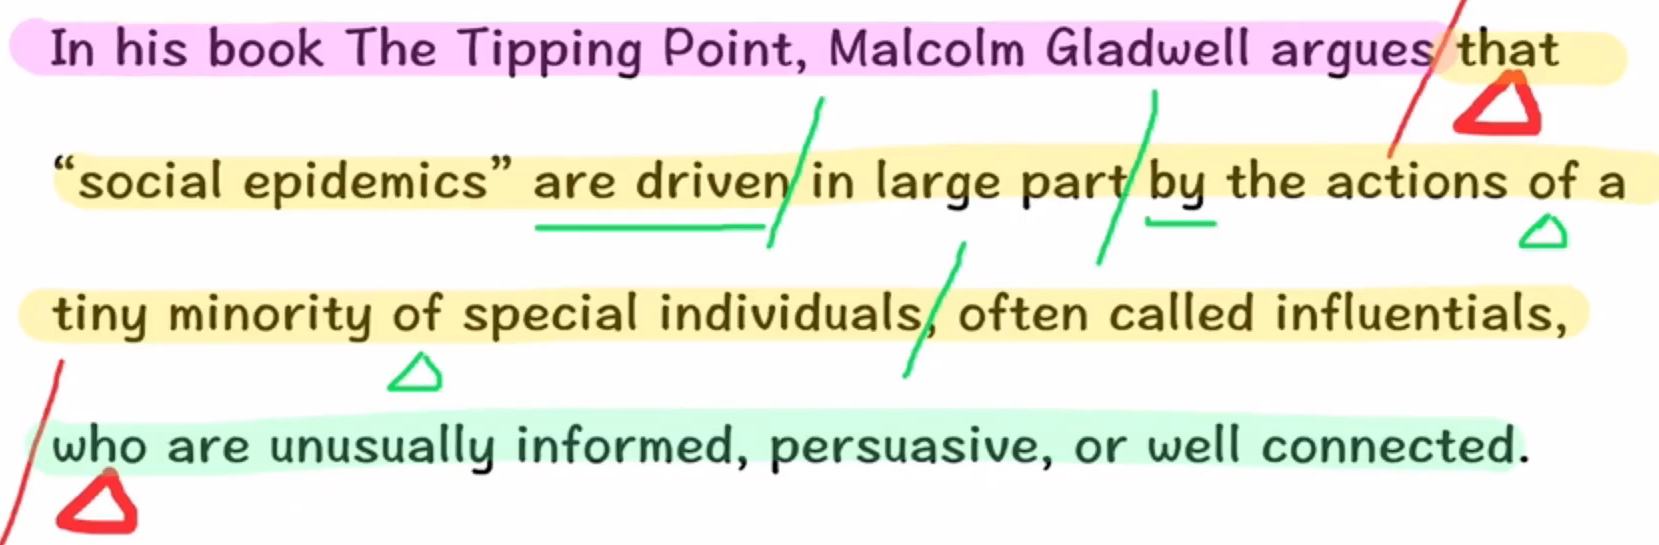 In his book The Tipping Point, Malcolm Gladwell argues that
“social epidemics” are driven in large part by the actions of a
tiny minority of special individuals, often called influentials,
who are unusually informed, persuasive, or well connected.